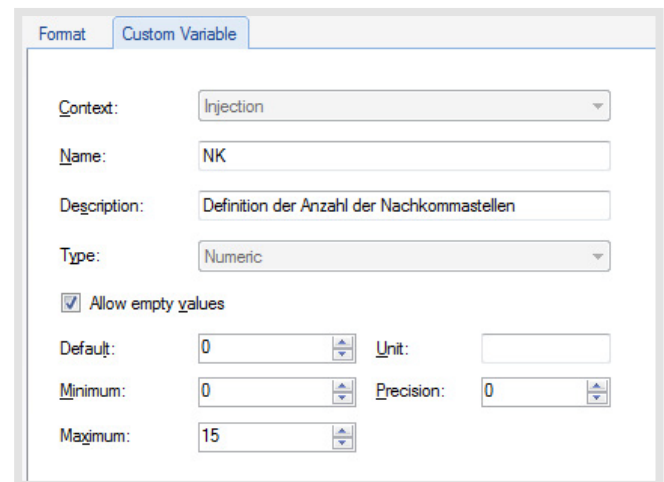 Format Custom Variable
Context: Injection
Name: NK
Description: Definition der Anzahl der Nachkommastellen
Type: Numeric
Allow empty values
Default: 0 Unit:
Minimum: 0 Precision: 0
Maximum: 15